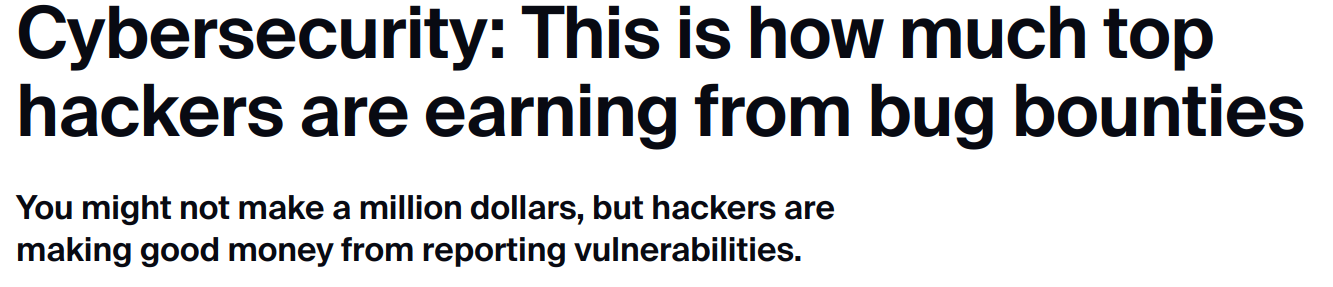 Cybersecurity: This is how much top
hackers are earning from bug bounties
You might not make a million dollars, but hackers are
making good money from reporting vulnerabilities.